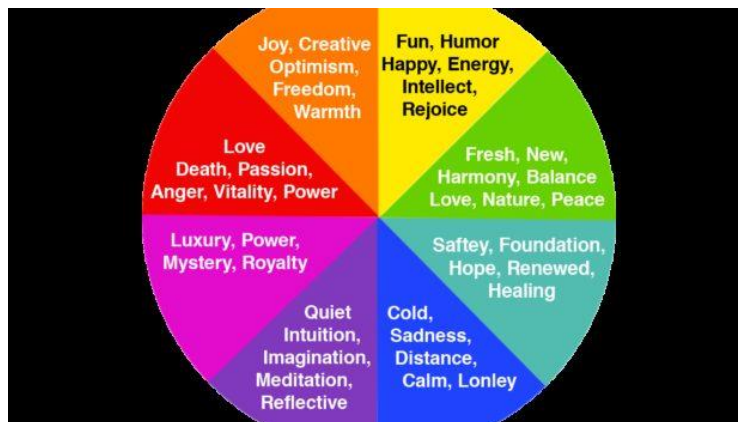 Joy, Creative
Optimism,
Freedom,
Warmth
Fun, Humor
Happy, Energy,
Intellect,
Rejoice
Love
Death, Passion,
Anger, Vitality, Power
Fresh, New,
Harmony, Balance
Love, Nature, Peace
Luxury, Power,
Mystery, Royalty
Saftey, Foundation,
Hope, Renewed,
Healing
Quiet
Intuition,
Imagination,
Meditation,
Reflective
Cold,
Sadness,
Distance,
Calm, Lonley